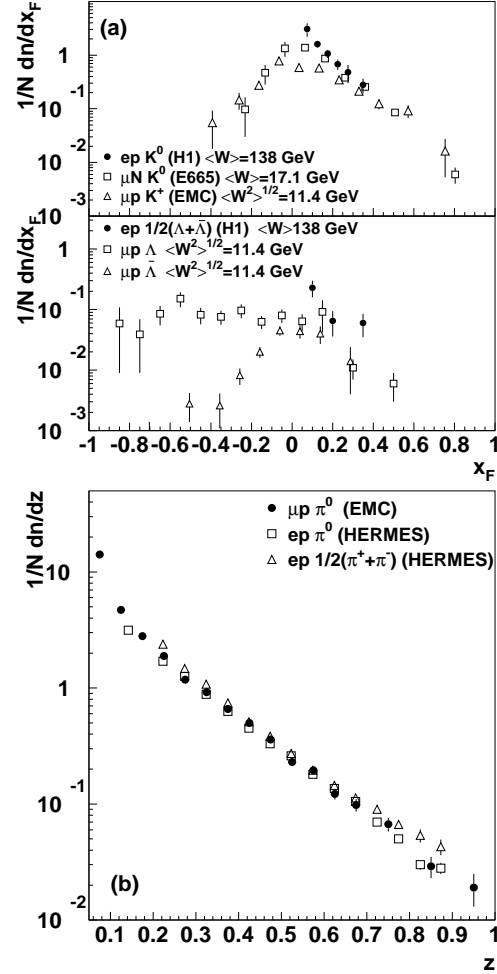 (a)
1/N dn/dx_F
1
10^-1
10^-2
10^-3
ep K^0 (H1) <W>=138 GeV
μN K^0 (E665) <W>=17.1 GeV
μp K^+ (EMC) <W^2>^1/2=11.4 GeV
1/N dn/dx_F
1
10^-1
10^-2
10^-3
10
ep 1/2(Λ+Λ̄) (H1) <W>138 GeV
μp Λ <W^2>^1/2=11.4 GeV
μp Λ̄ <W^2>^1/2=11.4 GeV
-1 -0.8 -0.6 -0.4 -0.2 0 0.2 0.4 0.6 0.8 1
x_F
1/N dn/dz
10
1
10^-1
10^-2
μp π^0 (EMC)
ep π^0 (HERMES)
ep 1/2(π^++π^-) (HERMES)
(b)
0.1 0.2 0.3 0.4 0.5 0.6 0.7 0.8 0.9 1
z